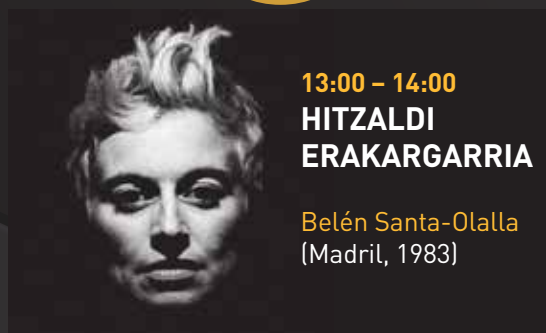 13:00 – 14:00
HITZALDI
ERAKARGARRIA
Belén Santa-Olalla
(Madril, 1983)